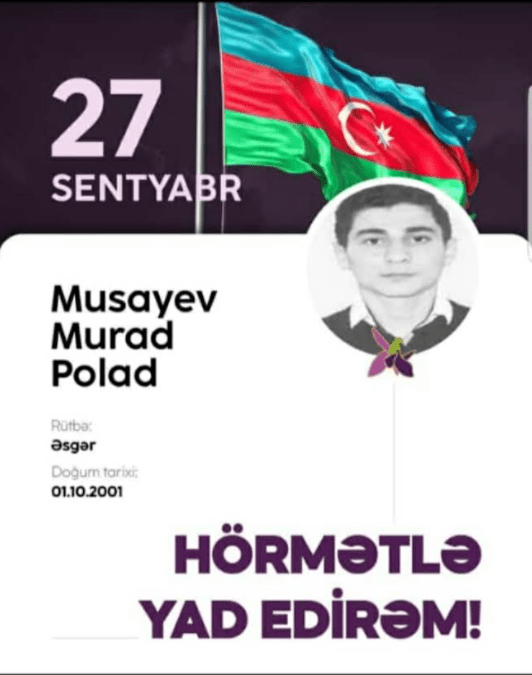 27
SENTYABR
Musayev
Murad
Polad
Rütbə:
Əsgər
Doğum tarixi:
01.10.2001
HÖRMƏTLƏ
YAD EDİRƏM!